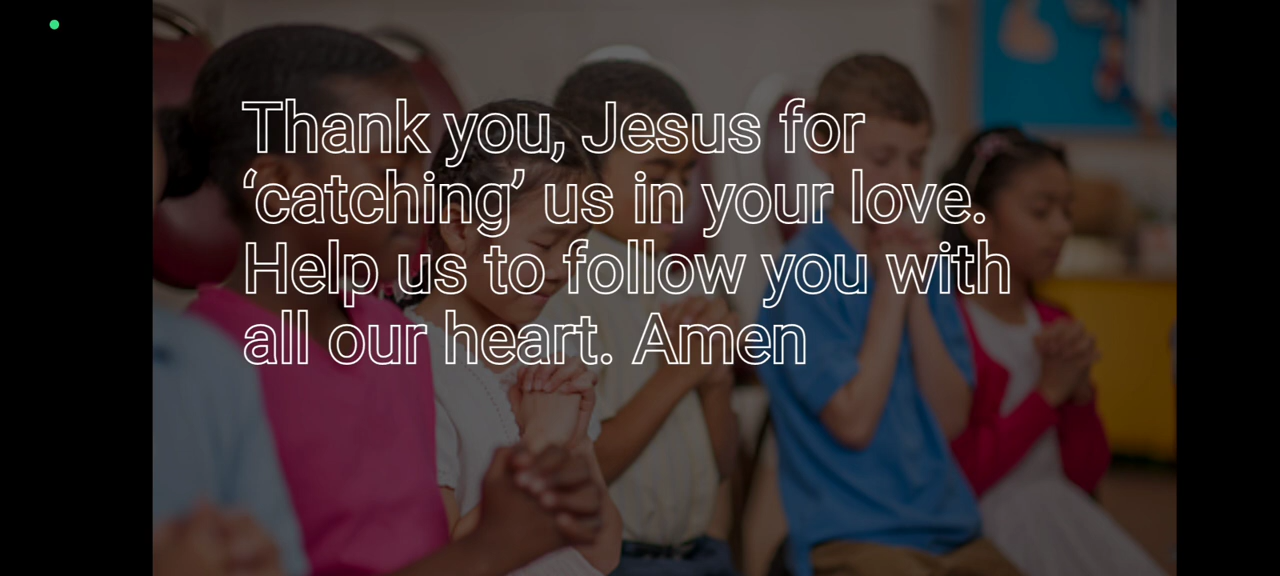 Thank you, Jesus for
‘catching’ us in your love.
Help us to follow you with
all our heart. Amen